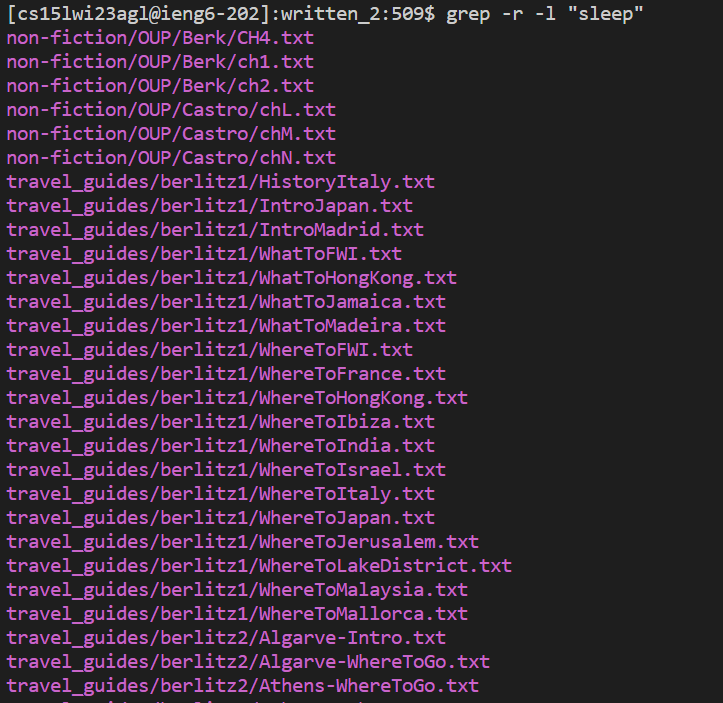 [cs15lwi23agl@ieng6-202]:written_2:509$ grep -r -l "sleep"
non-fiction/OUP/Berk/CH4.txt
non-fiction/OUP/Berk/ch1.txt
non-fiction/OUP/Berk/ch2.txt
non-fiction/OUP/Castro/chL.txt
non-fiction/OUP/Castro/chM.txt
non-fiction/OUP/Castro/chN.txt
travel_guides/berlitz1/HistoryItaly.txt
travel_guides/berlitz1/IntroJapan.txt
travel_guides/berlitz1/IntroMadrid.txt
travel_guides/berlitz1/WhatToFWI.txt
travel_guides/berlitz1/WhatToHongKong.txt
travel_guides/berlitz1/WhatToJamaica.txt
travel_guides/berlitz1/WhatToMadeira.txt
travel_guides/berlitz1/WhereToFWI.txt
travel_guides/berlitz1/WhereToFrance.txt
travel_guides/berlitz1/WhereToHongKong.txt
travel_guides/berlitz1/WhereToIbiza.txt
travel_guides/berlitz1/WhereToIndia.txt
travel_guides/berlitz1/WhereToIsrael.txt
travel_guides/berlitz1/WhereToItaly.txt
travel_guides/berlitz1/WhereToJapan.txt
travel_guides/berlitz1/WhereToJerusalem.txt
travel_guides/berlitz1/WhereToLakeDistrict.txt
travel_guides/berlitz1/WhereToMalaysia.txt
travel_guides/berlitz1/WhereToMallorca.txt
travel_guides/berlitz2/Algarve-Intro.txt
travel_guides/berlitz2/Algarve-WhereToGo.txt
travel_guides/berlitz2/Athens-WhereToGo.txt